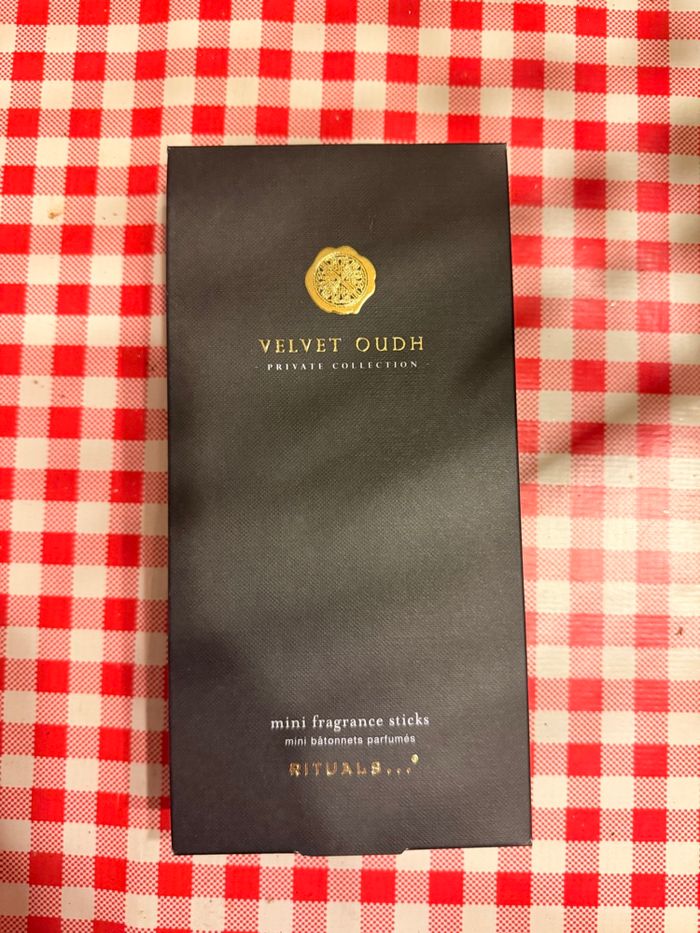 VELVET OUDH
- PRIVATE COLLECTION -
mini fragrance sticks
mini bâtonnets parfumés
RITUALS...